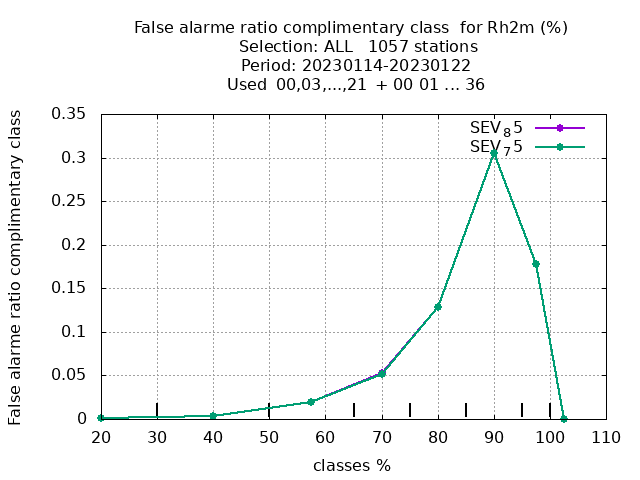 False alarme ratio complimentary class  for Rh2m (%)
Selection: ALL   1057 stations
Period: 20230114-20230122
Used  00,03,...,21  + 00 01 ... 36
False alarme ratio complimentary class
0.35
0.3
0.25
0.2
0.15
0.1
0.05
0
SEV₈5
SEV₇5
20 30 40 50 60 70 80 90 100 110
classes %